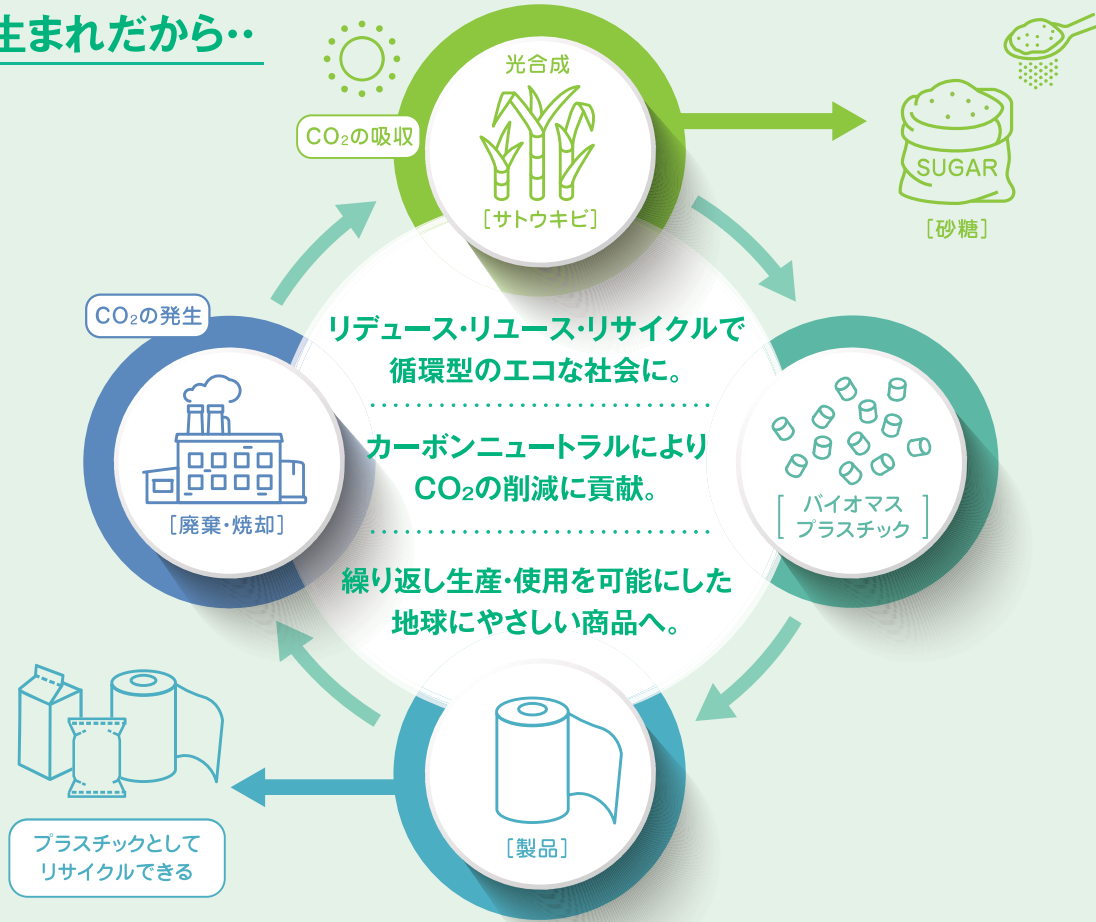 生まれだから‥
光合成
CO₂の吸収
[サトウキビ]
SUGAR
[砂糖]
CO₂の発生
リデュース・リユース・リサイクルで
循環型のエコな社会に。
カーボンニュートラルにより
CO₂の削減に貢献。
[廃棄・焼却]
[バイオマス
プラスチック]
繰り返し生産・使用を可能にした
地球にやさしい商品へ。
[製品]
プラスチックとして
リサイクルできる